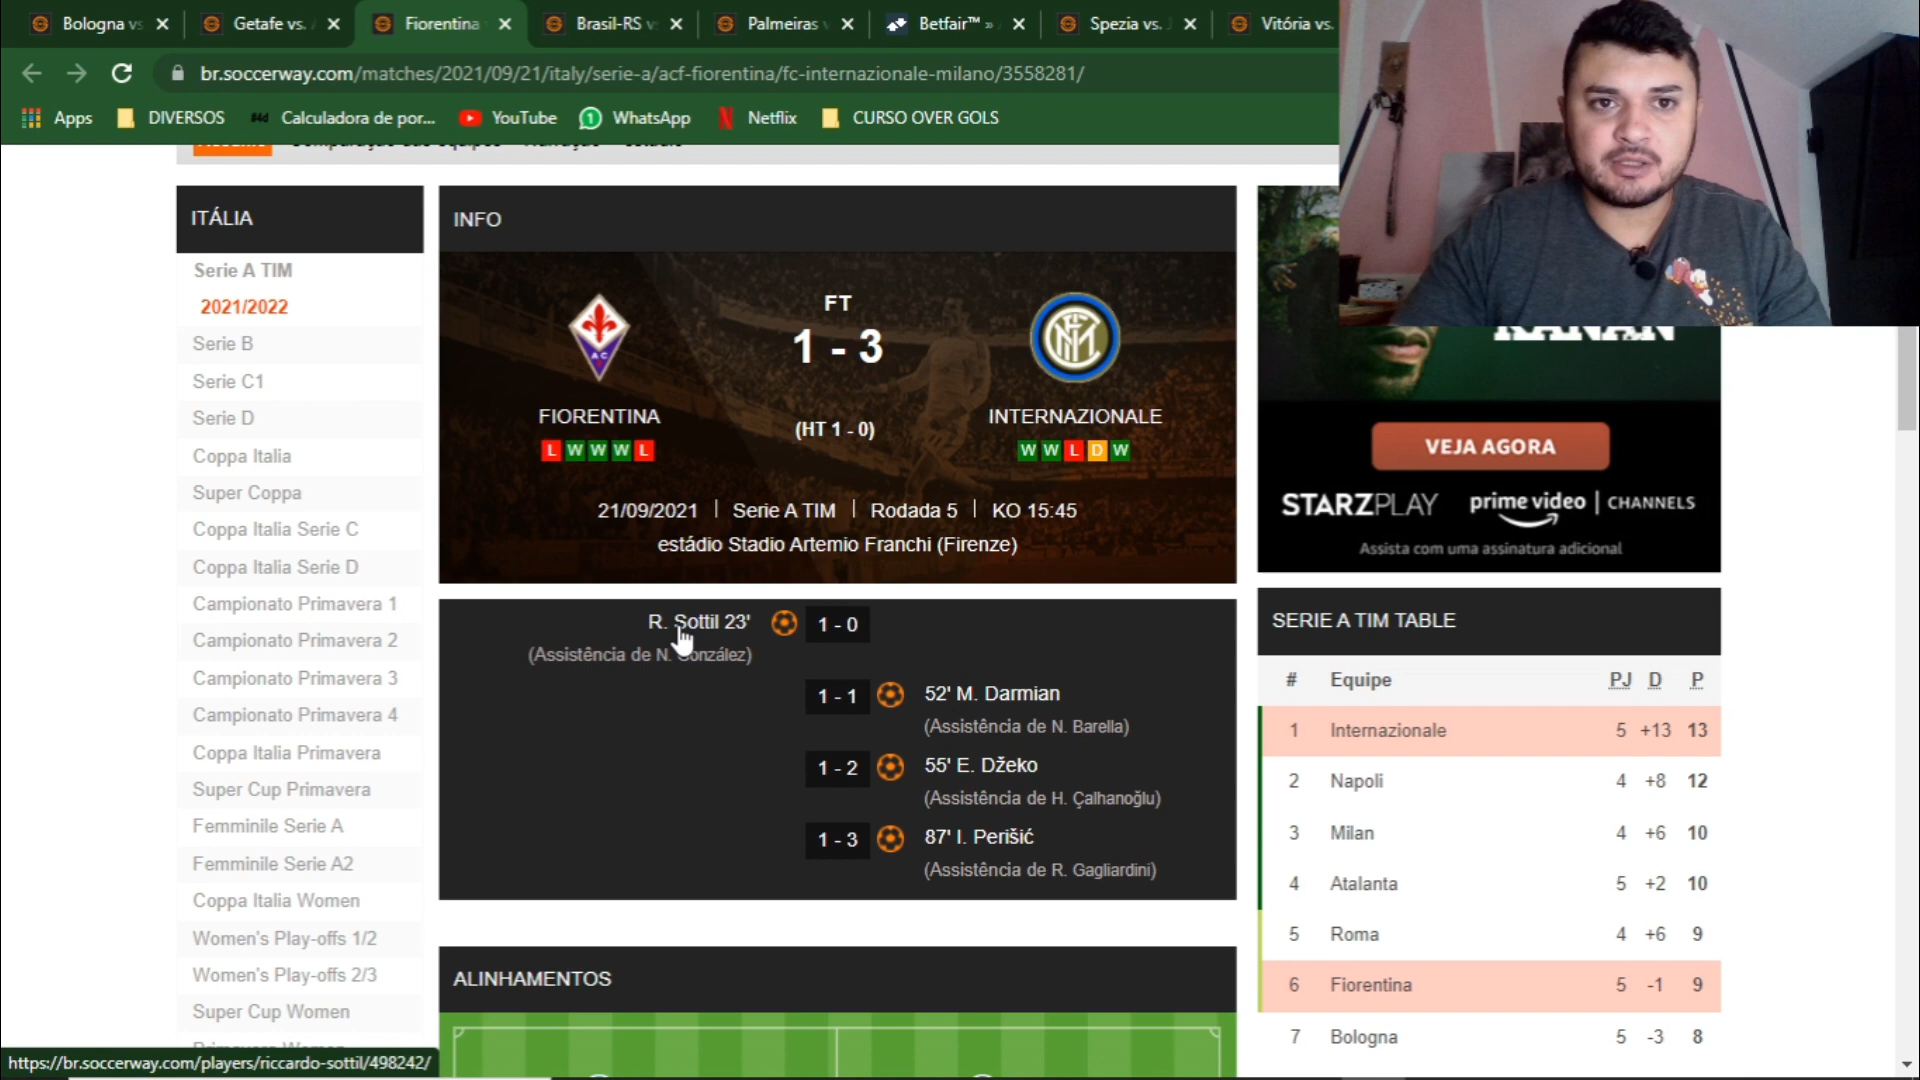 Bologna vs
Getafe vs.
Fiorentina
Brasil-RS v
Palmeiras v
Betfair™ »
Spezia vs. J
Vitória vs.
br.soccerway.com/matches/2021/09/21/italy/serie-a/acf-fiorentina/fc-internazionale-milano/3558281/
Apps
DIVERSOS
Calculadora de por...
YouTube
WhatsApp
Netflix
CURSO OVER GOLS
ITÁLIA
Serie A TIM
2021/2022
Serie B
Serie C1
Serie D
Coppa Italia
Super Coppa
Coppa Italia Serie C
Coppa Italia Serie D
Campionato Primavera 1
Campionato Primavera 2
Campionato Primavera 3
Campionato Primavera 4
Coppa Italia Primavera
Super Cup Primavera
Femminile Serie A
Femminile Serie A2
Coppa Italia Women
Women's Play-offs 1/2
Women's Play-offs 2/3
Super Cup Women
https://br.soccerway.com/players/riccardo-sottil/498242/
INFO
FT
1 - 3
(HT 1 - 0)
FIORENTINA
L W W W L
INTERNAZIONALE
W W L D W
21/09/2021 | Serie A TIM | Rodada 5 | KO 15:45
estádio Stadio Artemio Franchi (Firenze)
R. Sottil 23' 1 - 0
(Assistência de N. González)
1 - 1 52' M. Darmian
(Assistência de N. Barella)
1 - 2 55' E. Džeko
(Assistência de H. Çalhanoğlu)
1 - 3 87' I. Perišić
(Assistência de R. Gagliardini)
ALINHAMENTOS
VEJA AGORA
STARZPLAY prime video | CHANNELS
Assista com uma assinatura adicional
SERIE A TIM TABLE
# Equipe PJ D P
1 Internazionale 5 +13 13
2 Napoli 4 +8 12
3 Milan 4 +6 10
4 Atalanta 5 +2 10
5 Roma 4 +6 9
6 Fiorentina 5 -1 9
7 Bologna 5 -3 8